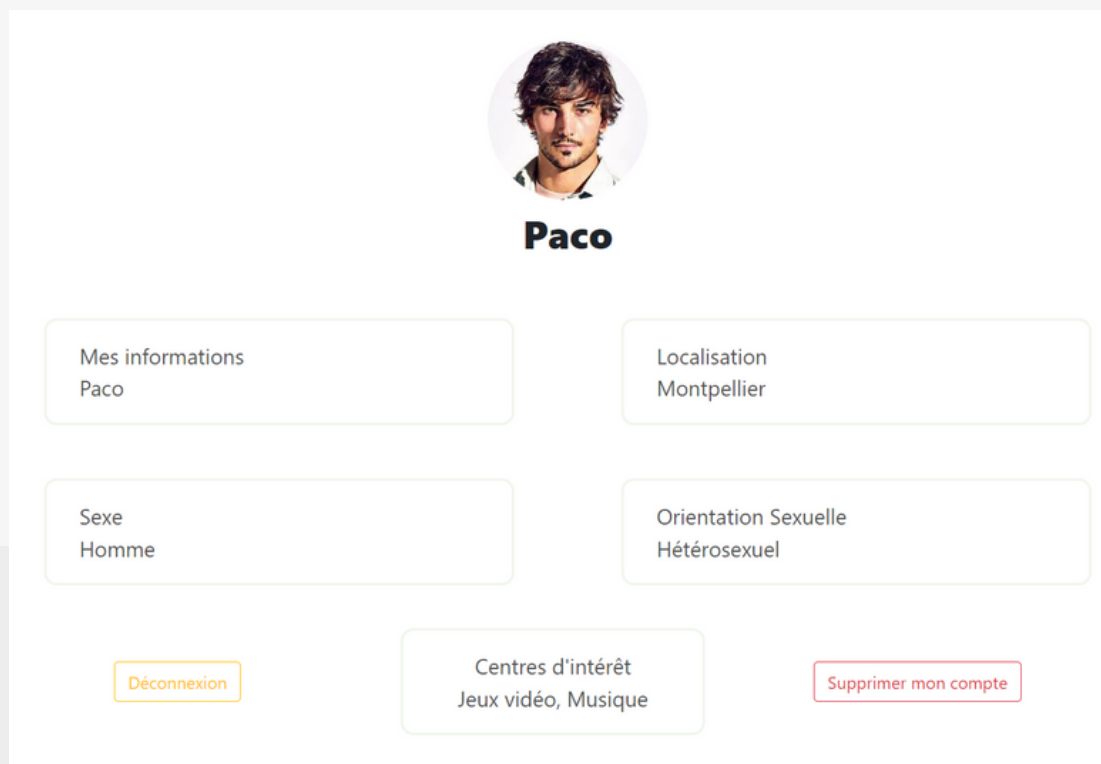 Paco
Mes informations
Paco
Localisation
Montpellier
Sexe
Homme
Orientation Sexuelle
Hétérosexuel
Déconnexion
Centres d'intérêt
Jeux vidéo, Musique
Supprimer mon compte